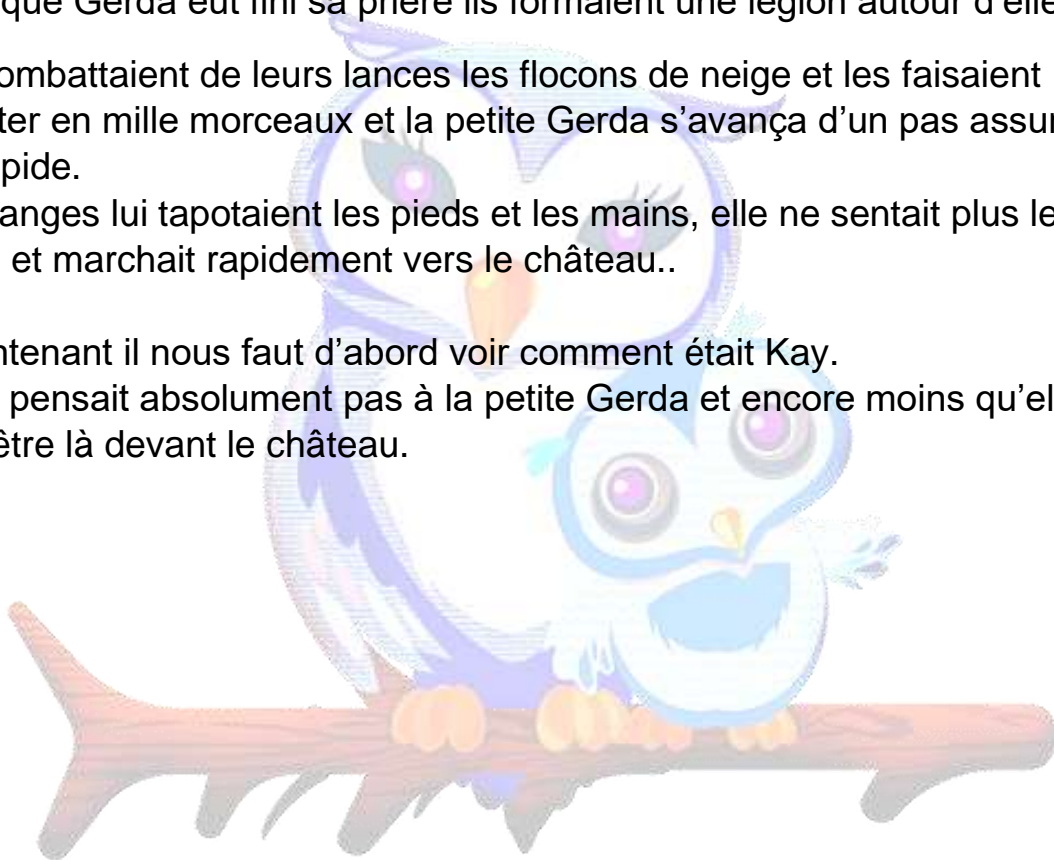 que Gerda eut fini sa prière ils formaient une légion autour d'elle
ombattaient de leurs lances les flocons de neige et les faisaient
ter en mille morceaux et la petite Gerda s'avança d'un pas assur
pide.
anges lui tapotaient les pieds et les mains, elle ne sentait plus le
et marchait rapidement vers le château..
ntenant il nous faut d'abord voir comment était Kay.
pensait absolument pas à la petite Gerda et encore moins qu'el
être là devant le château.